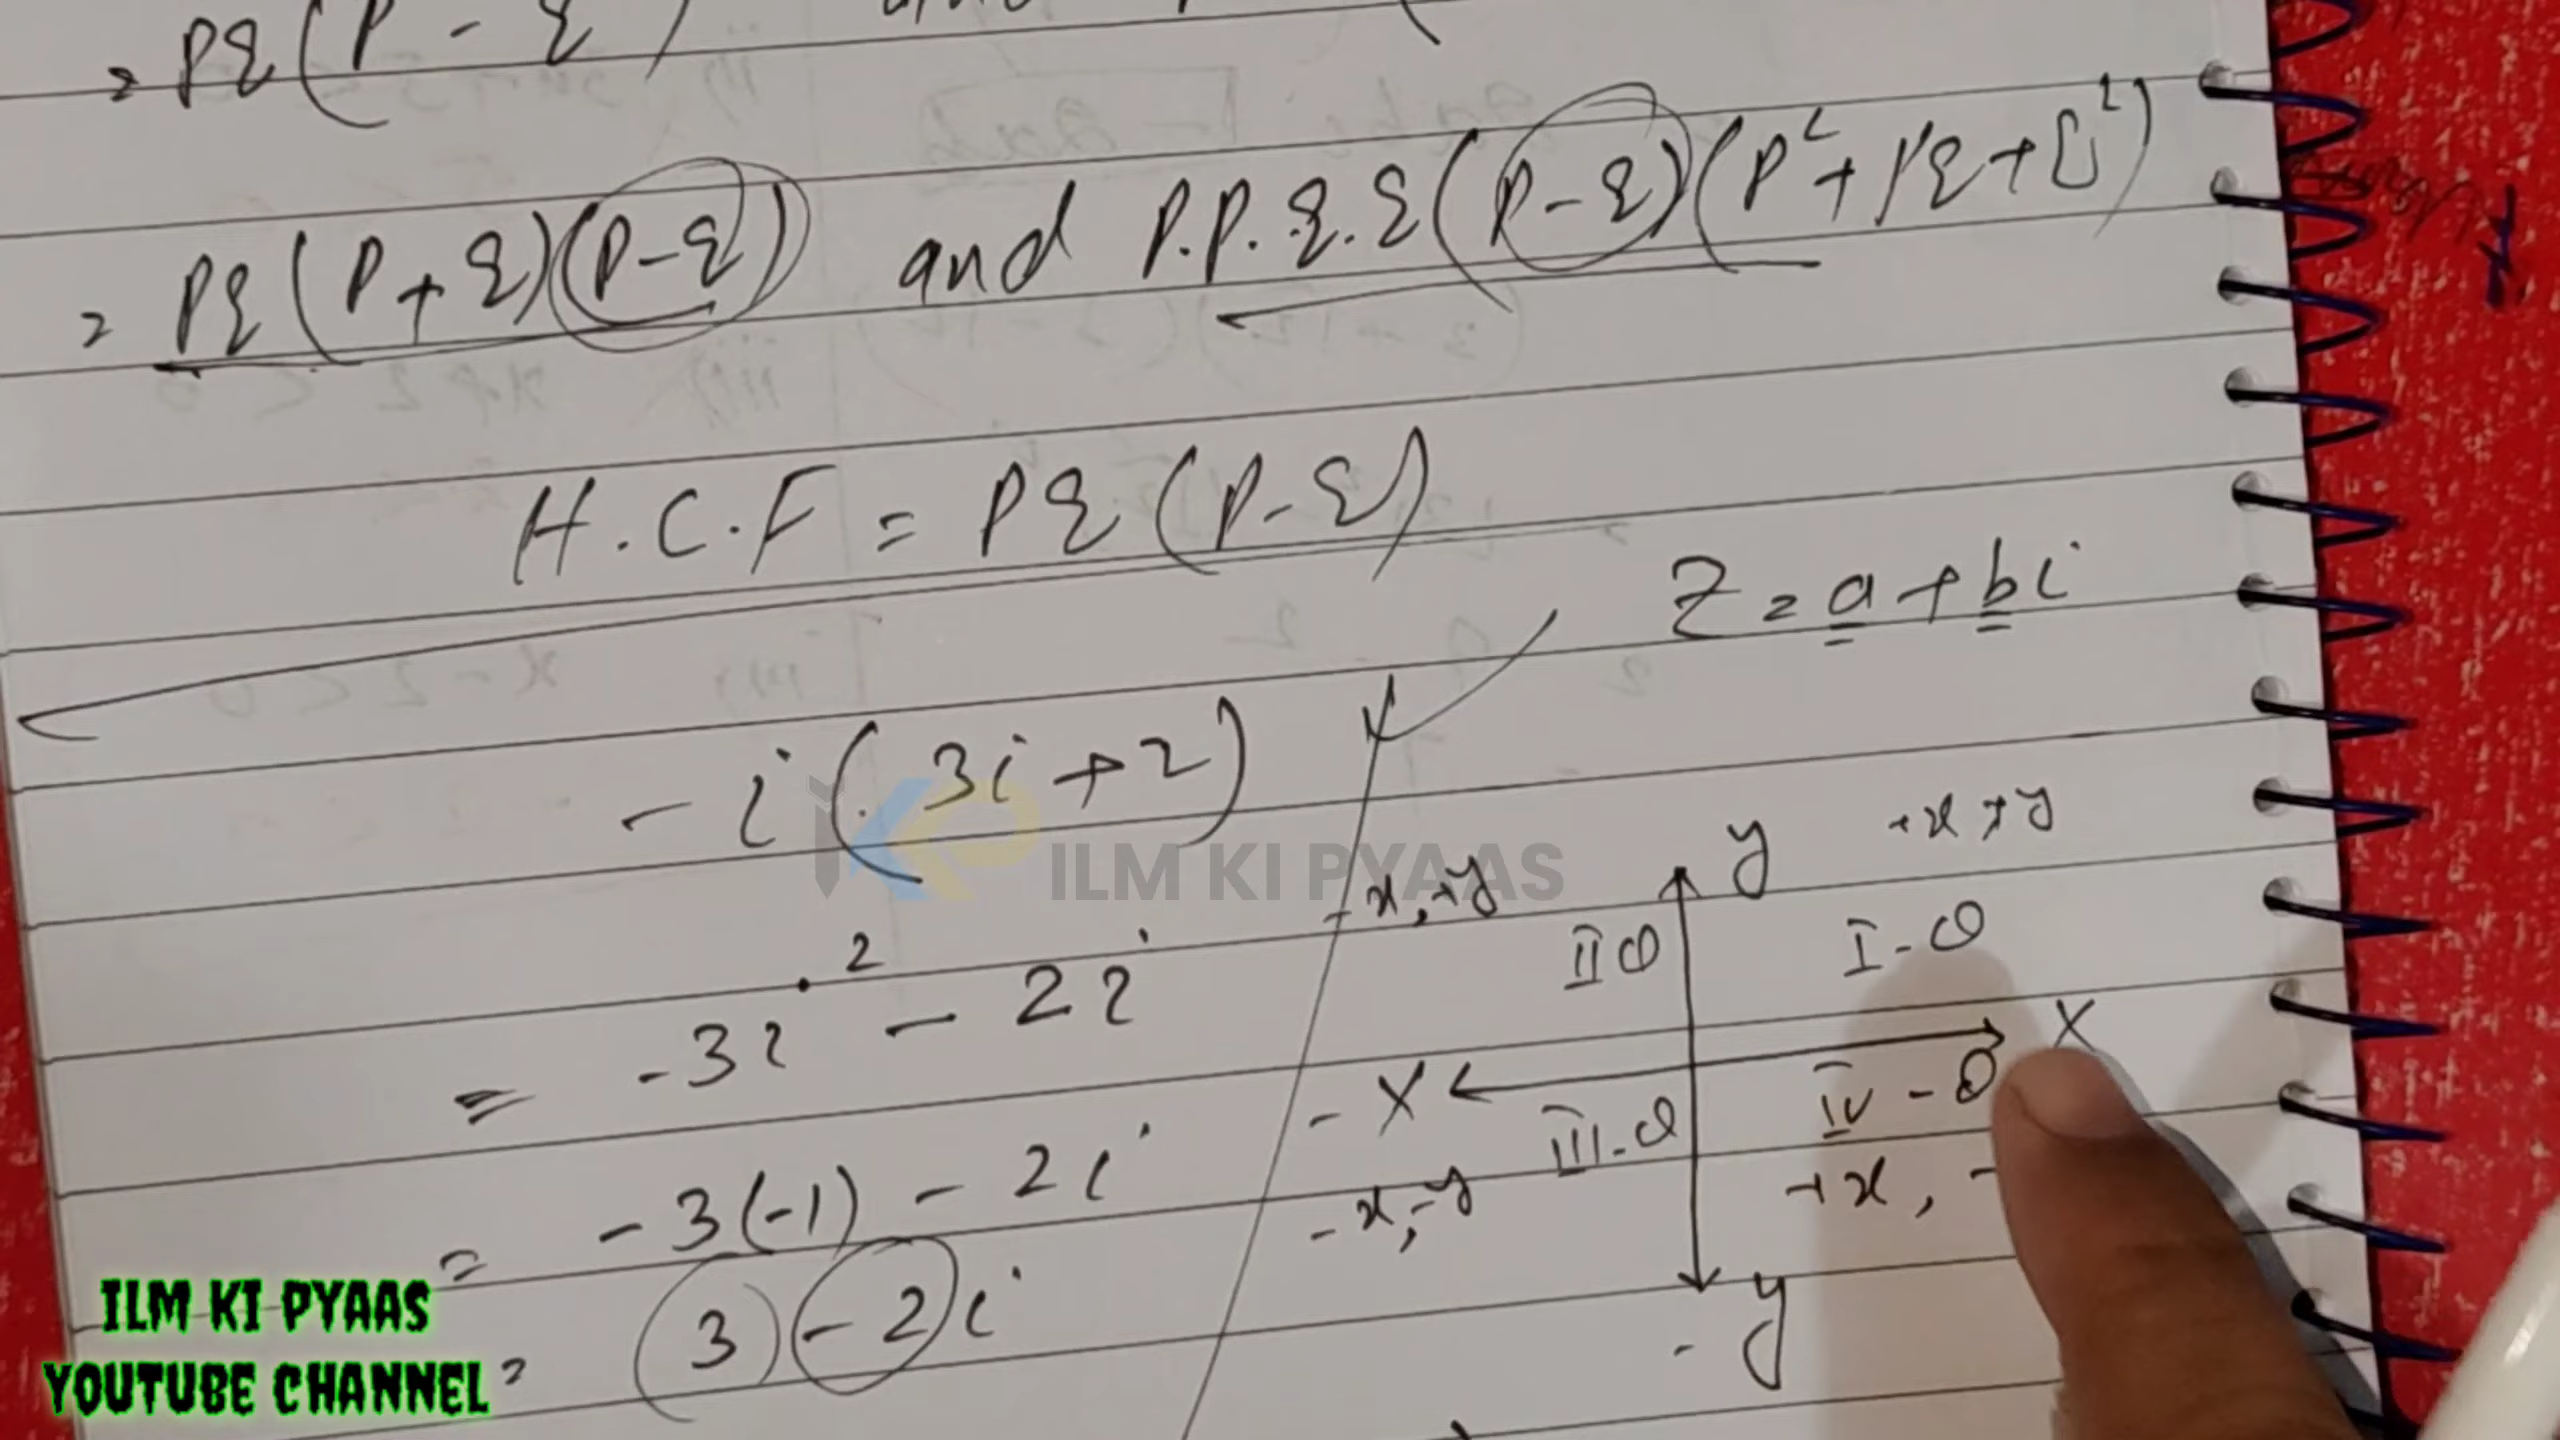 = pq(p - q)
= pq(p+q)(p-q) and p.p.q.q(p-q)(p²+pq+q²)
H.C.F = pq(p-q)
Z = a + bi
-i(3i+2)
= -3i² - 2i
= -3(-1) - 2i
= 3 - 2i
y +x +y
-x, +y
II Q I - Q
-X X
III - Q IV - Q
-x, -y +x, -
-y
ILM KI PYAAS
ILM KI PYAAS
YOUTUBE CHANNEL